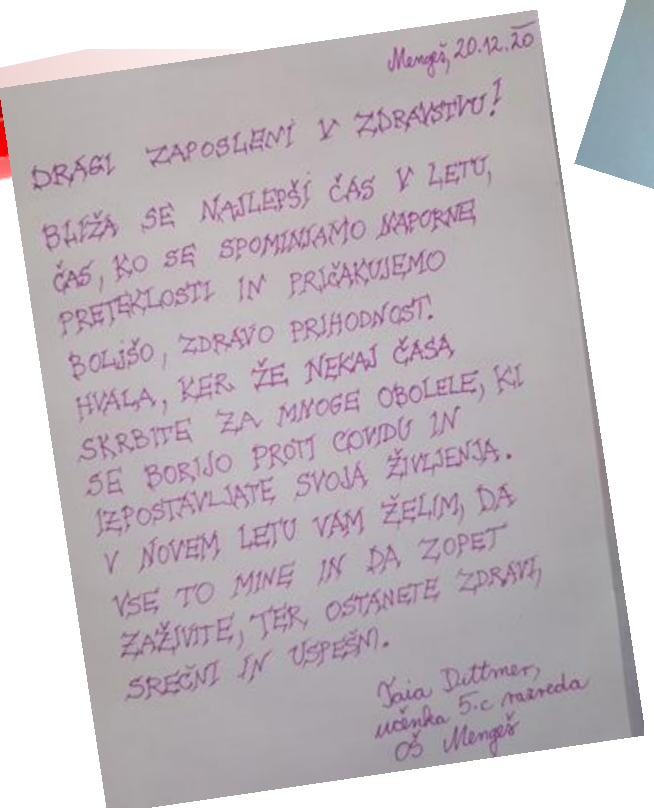 Mengeš, 20.12.20
DRAGI ZAPOSLENI V ZDRAVSTVU!
BLIŽA SE NAJLEPŠI ČAS V LETU,
ČAS, KO SE SPOMINJAMO NAPORNE
PRETEKLOSTI IN PRIČAKUJEMO
BOLJŠO, ZDRAVO PRIHODNOST.
HVALA, KER ŽE NEKAJ ČASA
SKRBITE ZA MNOGE OBOLELE, KI
SE BORIJO PROTI COVIDU IN
IZPOSTAVLJATE SVOJA ŽIVLJENJA.
V NOVEM LETU VAM ŽELIM, DA
VSE TO MINE IN DA ZOPET
ZAŽIVITE, TER OSTANETE ZDRAVI,
SREČNI IN USPEŠNI.
Taia Dittmer,
učenka 5.c razreda
OŠ Mengeš